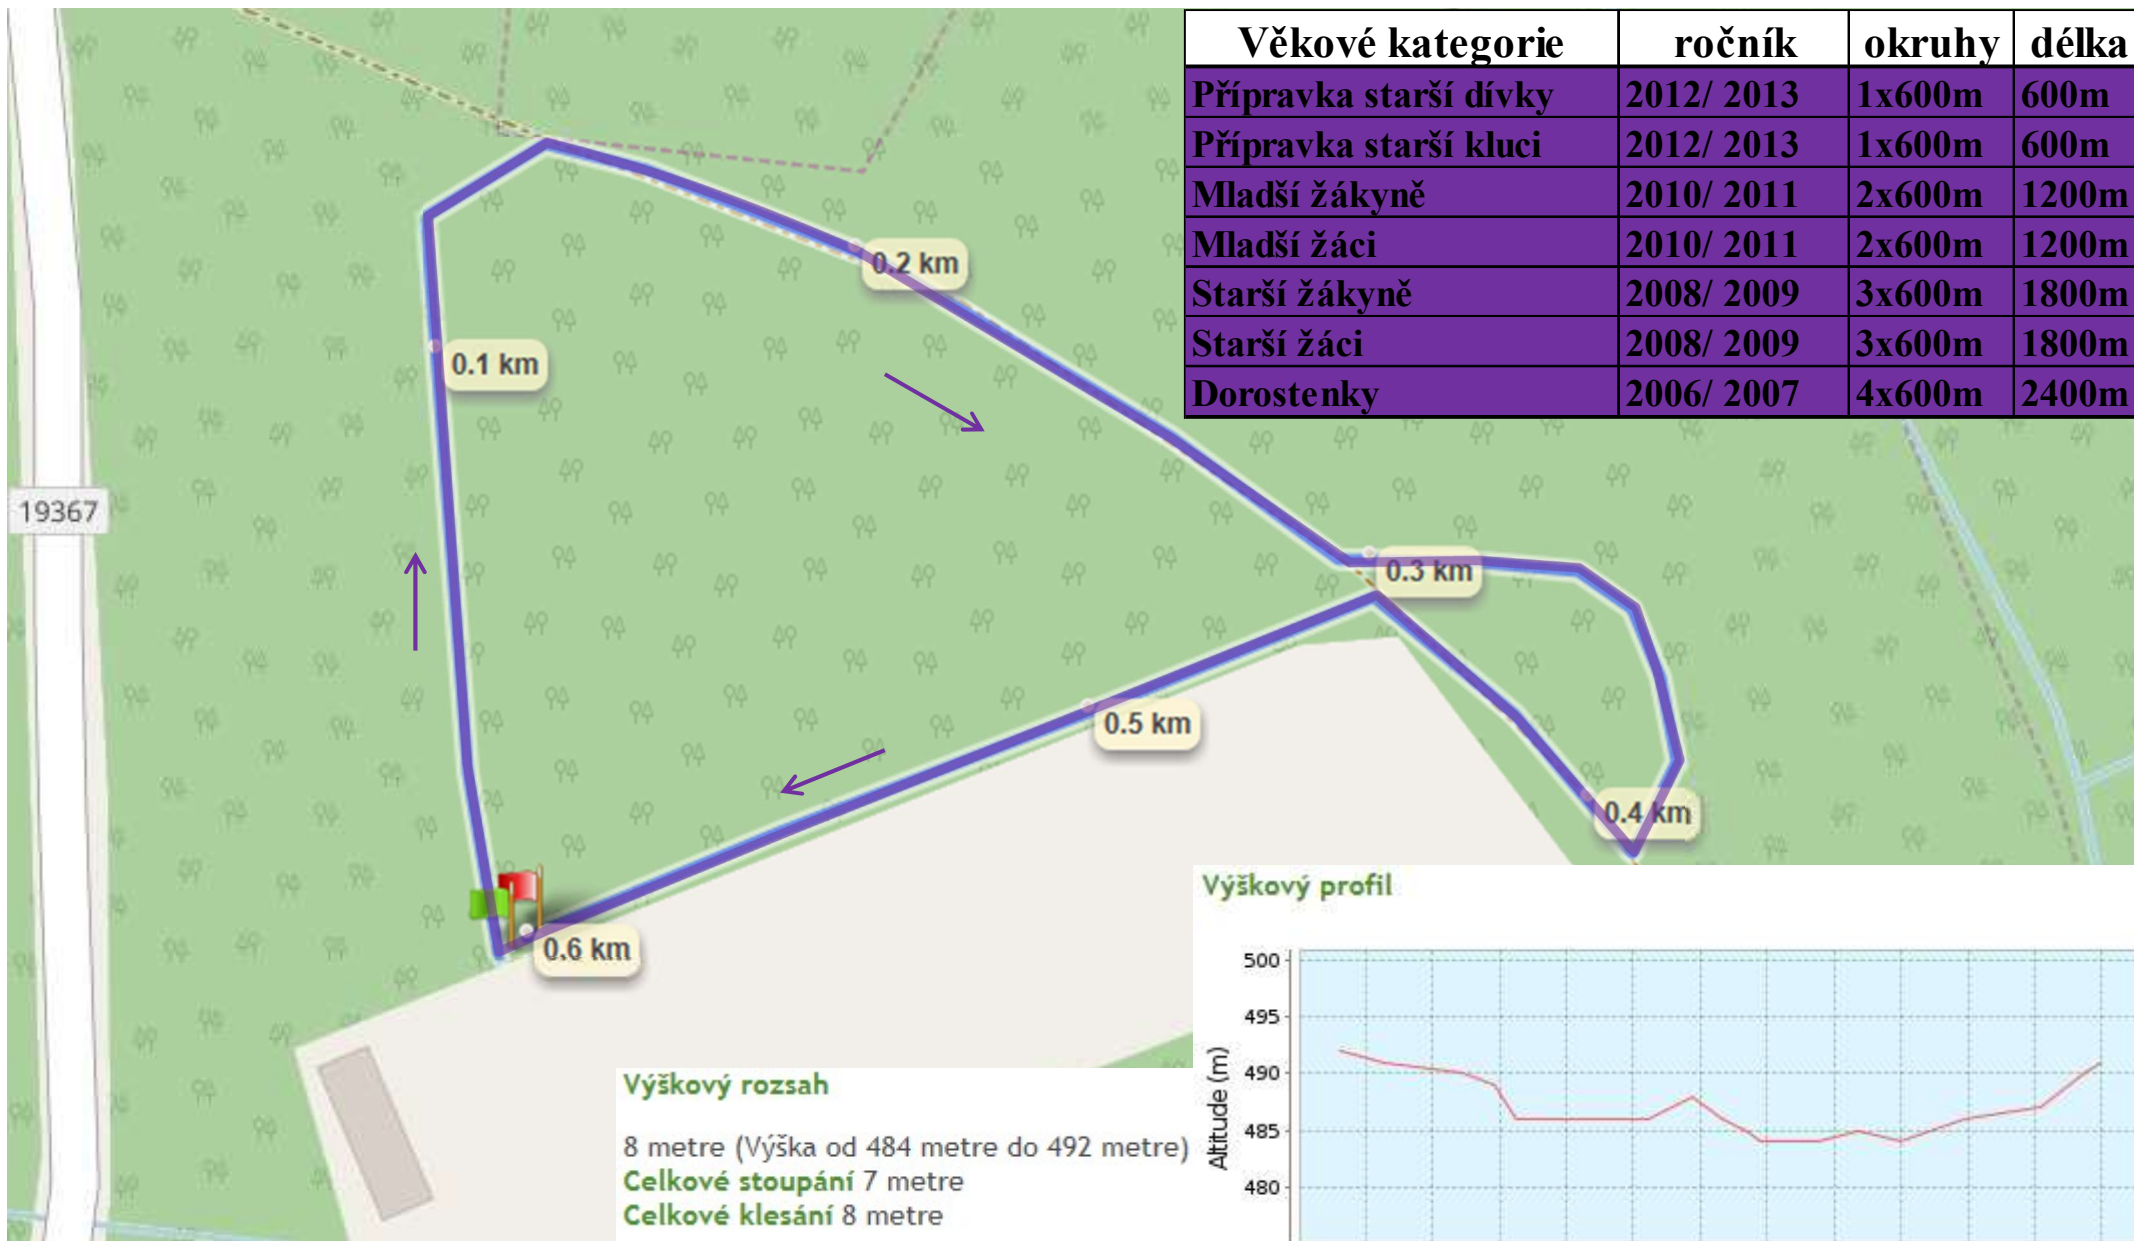 Věkové kategorie ročník okruhy délka
Přípravka starší dívky 2012/ 2013 1x600m 600m
Přípravka starší kluci 2012/ 2013 1x600m 600m
Mladší žákyně 2010/ 2011 2x600m 1200m
Mladší žáci 2010/ 2011 2x600m 1200m
Starší žákyně 2008/ 2009 3x600m 1800m
Starší žáci 2008/ 2009 3x600m 1800m
Dorostenky 2006/ 2007 4x600m 2400m
0.2 km
0.1 km
19367
0.3 km
0.5 km
0.4 km
0.6 km
Výškový profil
500
495
490
485
480
Altitude (m)
Výškový rozsah
8 metre (Výška od 484 metre do 492 metre)
Celkové stoupání 7 metre
Celkové klesání 8 metre